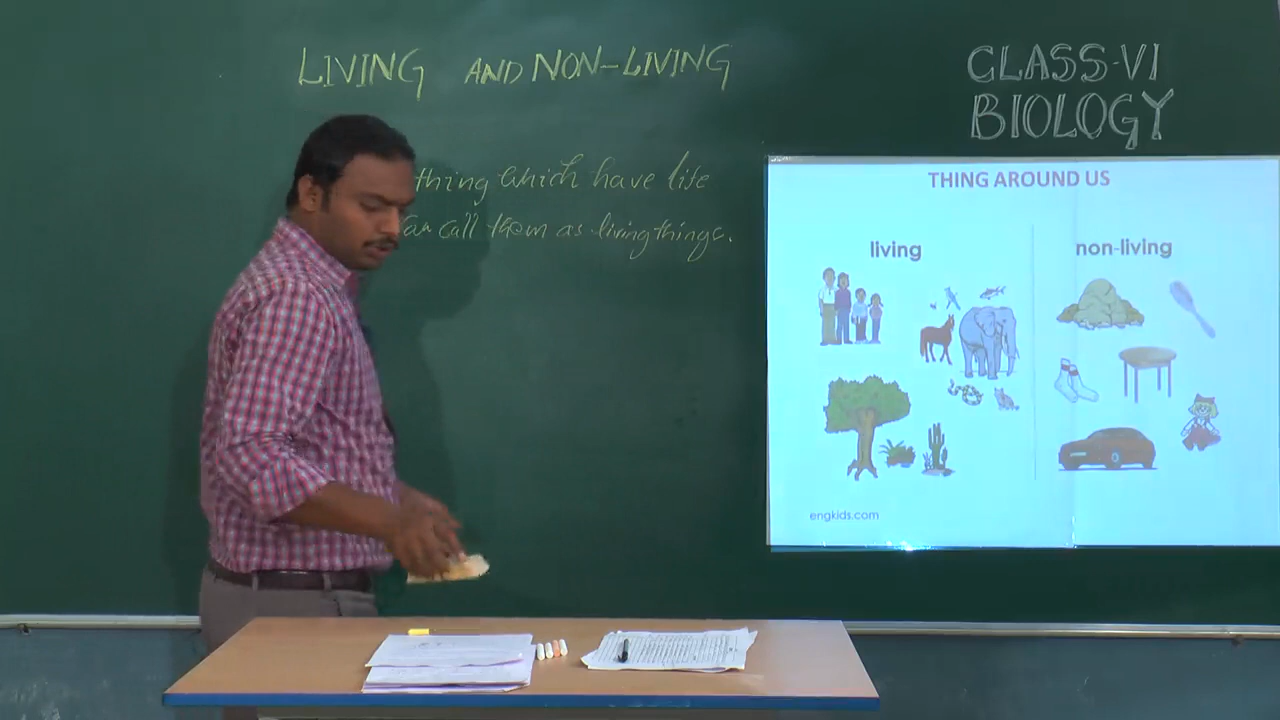 LIVING AND NON-LIVING
CLASS-VI
BIOLOGY
thing which have life
call them as living things.
THING AROUND US
living
non-living
engkids.com